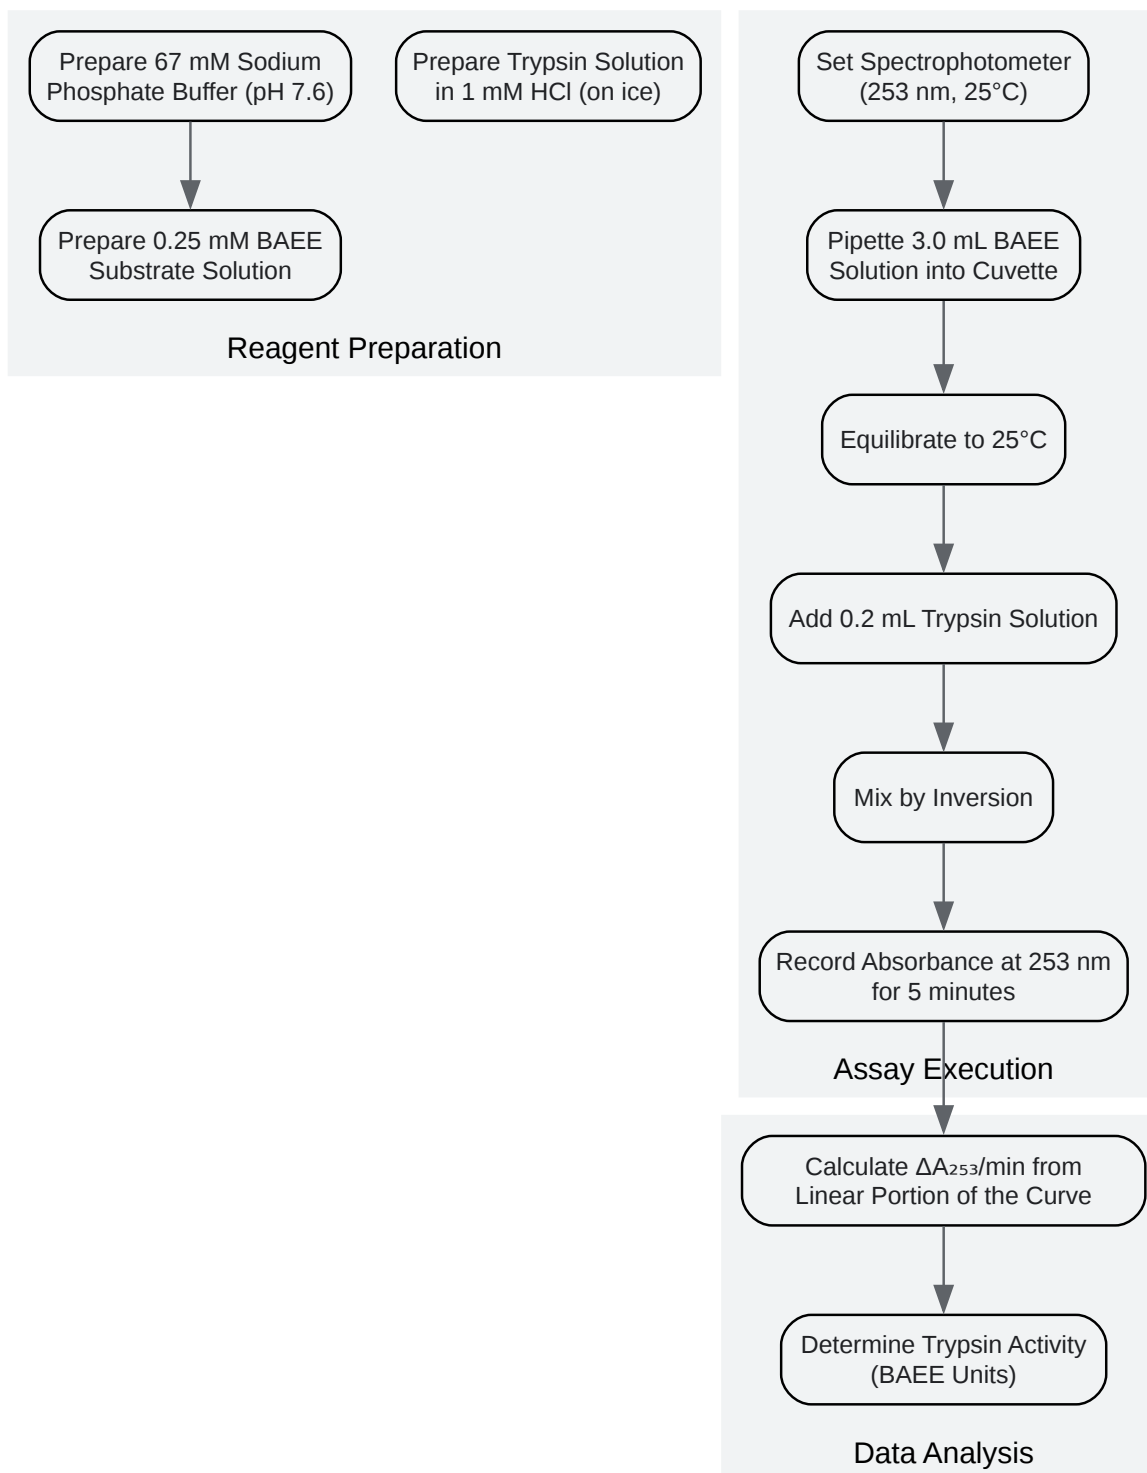 Prepare 67 mM Sodium
Phosphate Buffer (pH 7.6)
Prepare Trypsin Solution
in 1 mM HCl (on ice)
Prepare 0.25 mM BAEE
Substrate Solution
Reagent Preparation
Set Spectrophotometer
(253 nm, 25°C)
Pipette 3.0 mL BAEE
Solution into Cuvette
Equilibrate to 25°C
Add 0.2 mL Trypsin Solution
Mix by Inversion
Record Absorbance at 253 nm
for 5 minutes
Assay Execution
Calculate ΔA₂₅₃/min from
Linear Portion of the Curve
Determine Trypsin Activity
(BAEE Units)
Data Analysis